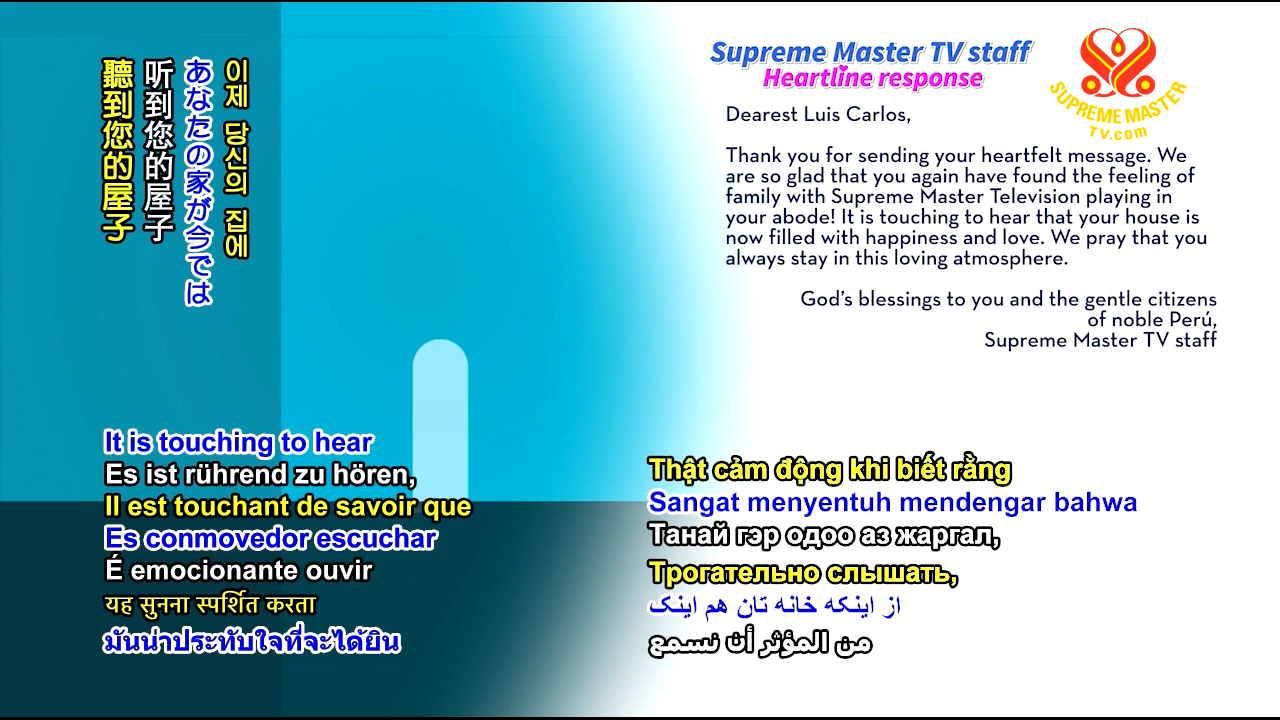 Supreme Master TV staff
Heartline response
SUPREME MASTER
TV.com
Dearest Luis Carlos,
Thank you for sending your heartfelt message. We
are so glad that you again have found the feeling of
family with Supreme Master Television playing in
your abode! It is touching to hear that your house is
now filled with happiness and love. We pray that you
always stay in this loving atmosphere.
God's blessings to you and the gentle citizens
of noble Perú,
Supreme Master TV staff
이제 당신의 집에
あなたの家が今では
听到您的屋子
聽到您的屋子
It is touching to hear
Es ist rührend zu hören,
Il est touchant de savoir que
Es conmovedor escuchar
É emocionante ouvir
यह सुनना स्पर्शित करता
มันน่าประทับใจที่จะได้ยิน
Thật cảm động khi biết rằng
Sangat menyentuh mendengar bahwa
Танай гэр одоо аз жаргал,
Трогательно слышать,
از اینکه خانه تان هم اینک
من المؤثر أن نسمع